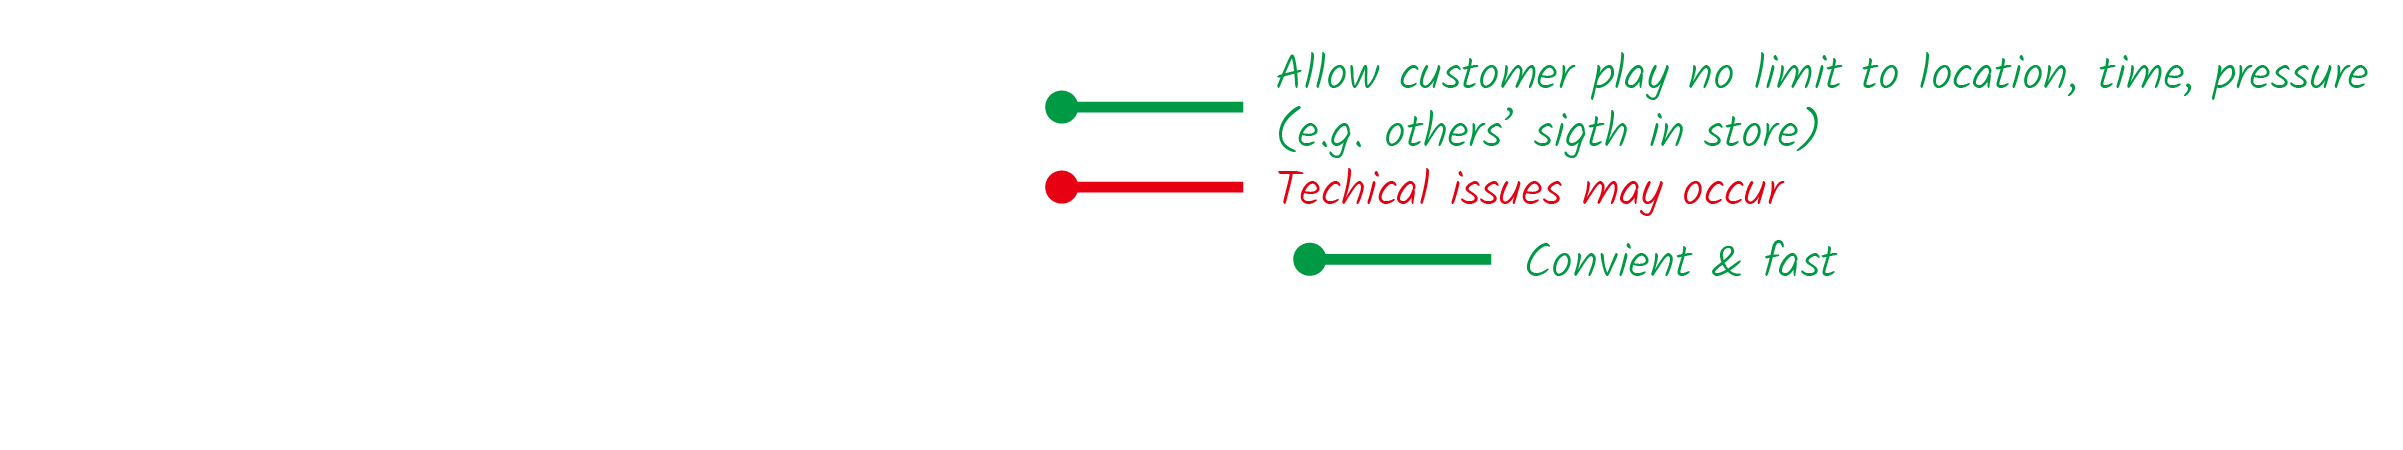 Allow customer play no limit to location, time, pressure
(e.g. others’ sigth in store)
Techical issues may occur
Convient & fast